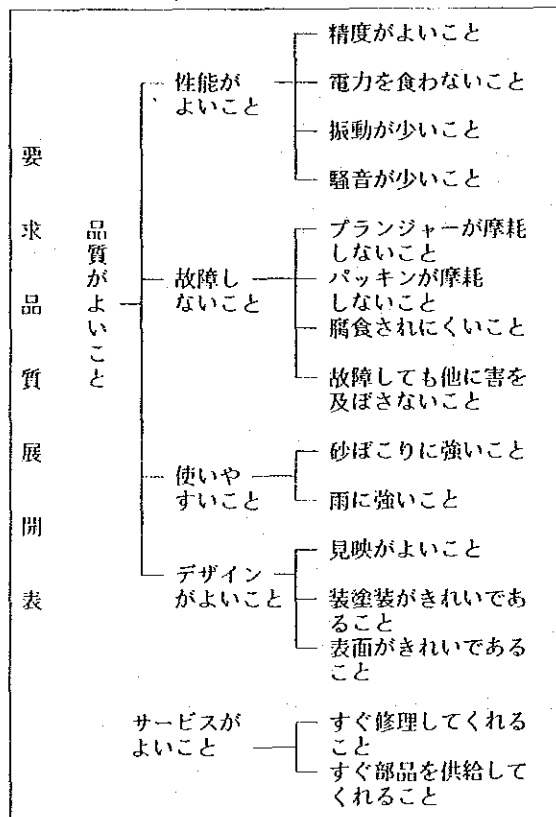 要求品質展開表
品質がよいこと
性能が
よいこと
精度がよいこと
電力を食わないこと
振動が少いこと
騒音が少いこと
故障し
ないこと
プランジャーが摩耗
しないこと
パッキンが摩耗
しないこと
腐食されにくいこと
故障しても他に害を
及ぼさないこと
使いや
すいこと
砂ぼこりに強いこと
雨に強いこと
デザイン
がよいこと
見映がよいこと
装塗装がきれいであ
ること
表面がきれいである
こと
サービスが
よいこと
すぐ修理してくれる
こと
すぐ部品を供給して
くれること